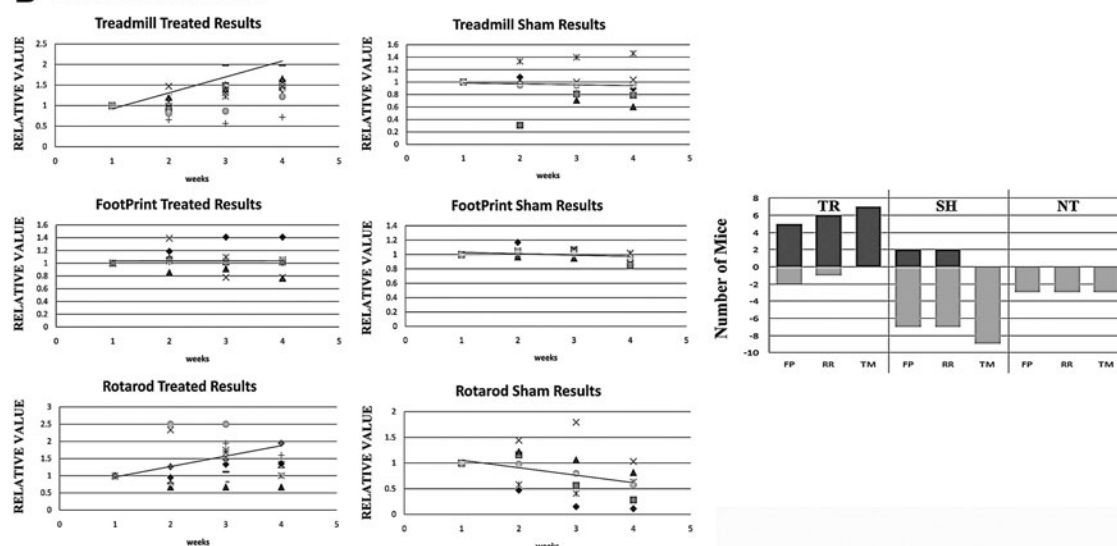 Treadmill Treated Results
RELATIVE VALUE
2.5
2
1.5
1
0.5
0
0 1 2 3 4 5
weeks
Treadmill Sham Results
RELATIVE VALUE
1.6
1.4
1.2
1
0.8
0.6
0.4
0.2
0
0 1 2 3 4 5
weeks
FootPrint Treated Results
RELATIVE VALUE
1.6
1.4
1.2
1
0.8
0.6
0.4
0.2
0
0 1 2 3 4 5
weeks
FootPrint Sham Results
RELATIVE VALUE
1.4
1.2
1
0.8
0.6
0.4
0.2
0
0 1 2 3 4 5
weeks
Rotarod Treated Results
RELATIVE VALUE
3
2.5
2
1.5
1
0.5
0
0 1 2 3 4 5
weeks
Rotarod Sham Results
RELATIVE VALUE
2
1.5
1
0.5
0
0 1 2 3 4 5
weeks
Number of Mice
8
6
4
2
0
-2
-4
-6
-8
-10
TR SH NT
FP RR TM FP RR TM FP RR TM